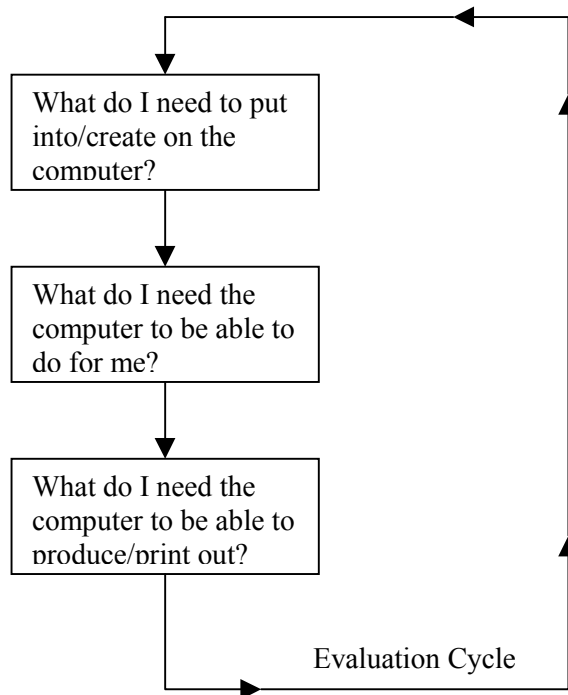 What do I need to put
into/create on the
computer?
What do I need the
computer to be able to
do for me?
What do I need the
computer to be able to
produce/print out?
Evaluation Cycle